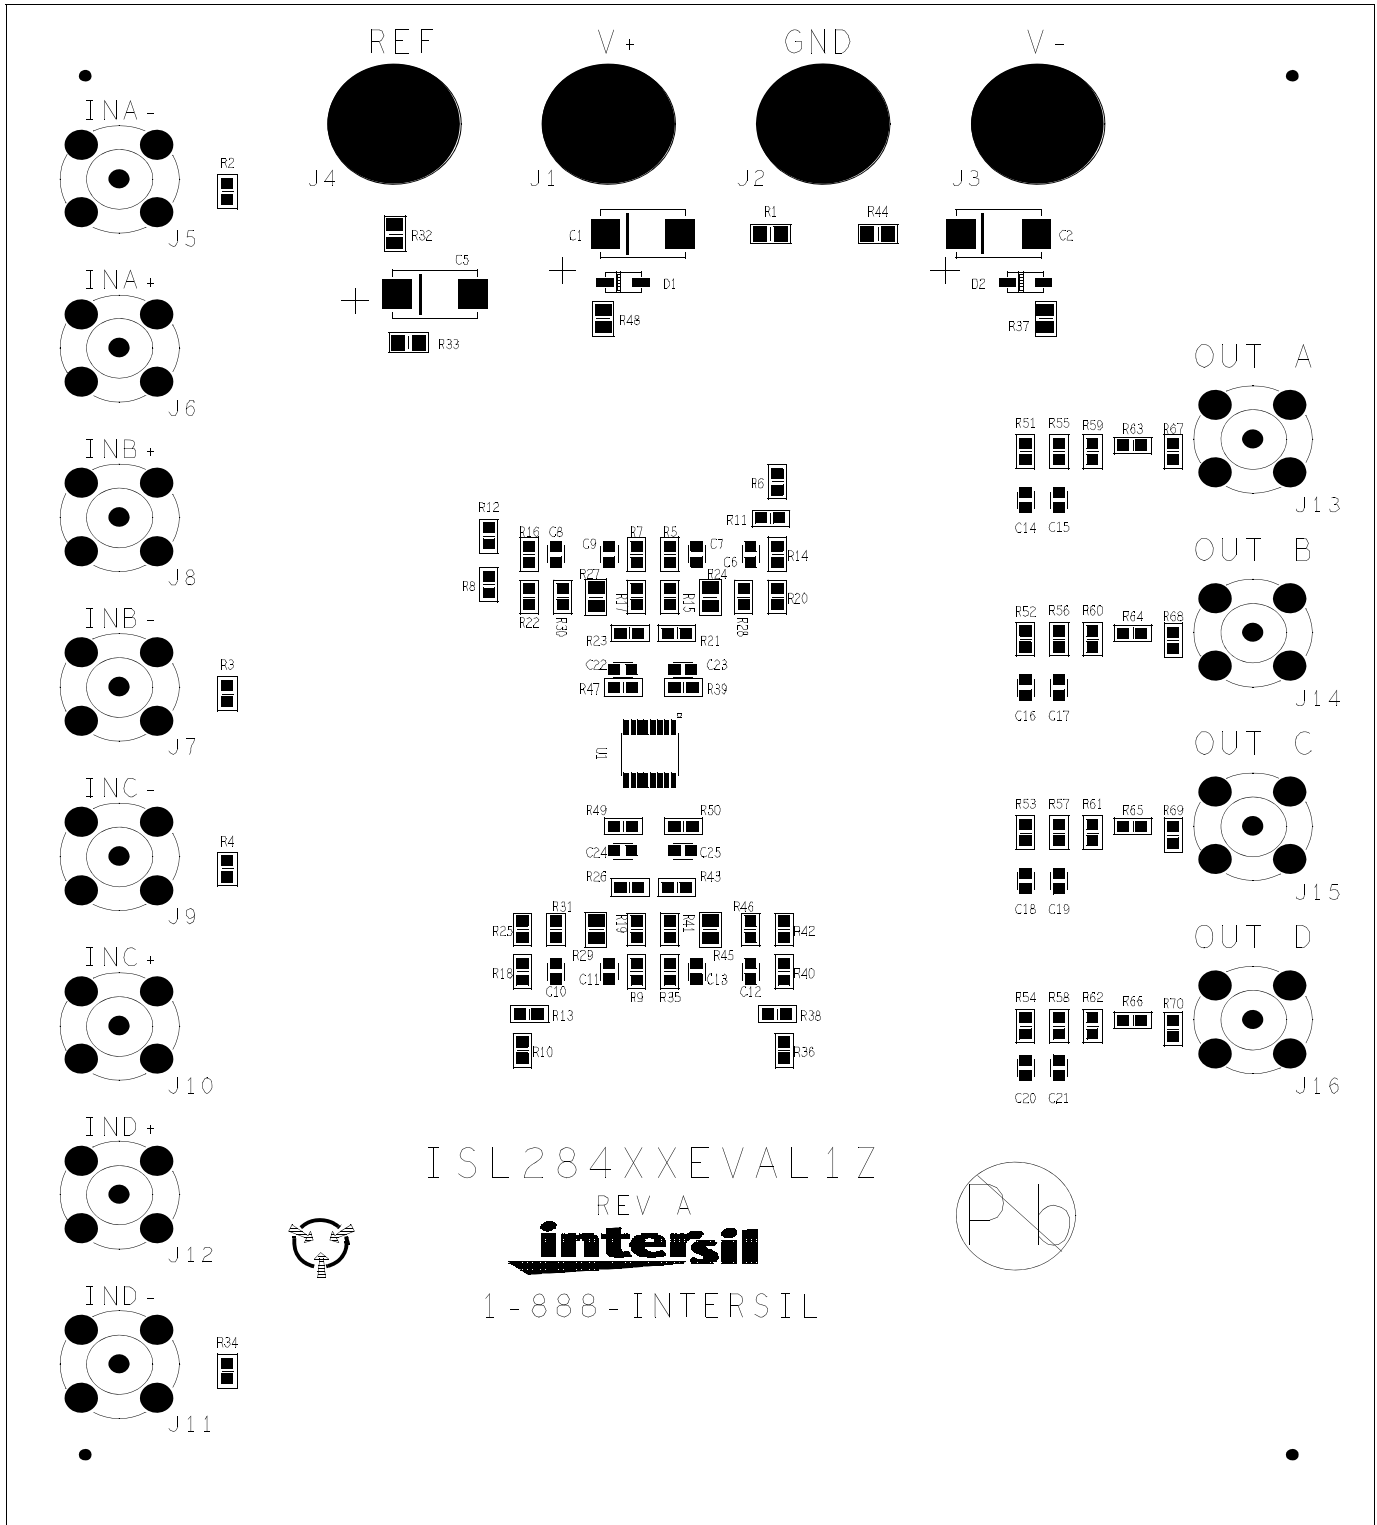 REF
V+
GND
V-
INA-
R2
J5
J4
J1
J2
J3
R32
C5
R33
C1
D1
R48
R1
R44
C2
D2
R37
INA+
J6
INB+
J8
INB-
R3
J7
INC-
R4
J9
INC+
J10
IND+
J12
IND-
R34
J11
OUT A
R51 R55 R59 R63 R67
C14 C15
J13
OUT B
R52 R56 R60 R64 R68
C16 C17
J14
OUT C
R53 R57 R61 R65 R69
C18 C19
J15
OUT D
R54 R58 R62 R66 R70
C20 C21
J16
R6
R11
R12
R16 C8 C9 R7 R5 C7 C6 R14
R8
R27
R24
R22 R30 R17 R15 R28 R20
R23 R21
C22 C23
R47 R39
U1
R49 R50
C24 C25
R26 R43
R25 R31 R19 R41 R46 R42
R29 R45
R18 C10 C11 R9 R35 C13 C12 R40
R13 R38
R10 R36
ISL284XXEVAL1Z
REV A
intersil
1-888-INTERSIL
Pb